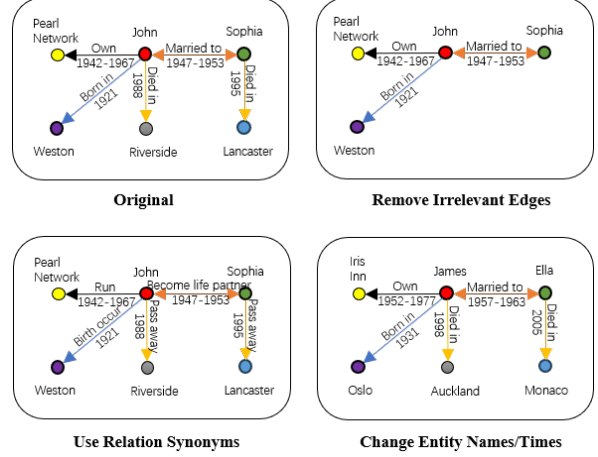 Pearl
Network
John
Sophia
Own
1942-1967
Married to
1947-1953
Born in
1921
Died in
1988
Died in
1995
Weston
Riverside
Lancaster
Original
Pearl
Network
John
Sophia
Own
1942-1967
Married to
1947-1953
Born in
1921
Weston
Remove Irrelevant Edges
Pearl
Network
John
Sophia
Run
1942-1967
Become life partner
1947-1953
Birth occur
1921
Pass away
1988
Pass away
1995
Weston
Riverside
Lancaster
Use Relation Synonyms
Iris
Inn
James
Ella
Own
1952-1977
Married to
1957-1963
Born in
1931
Died in
1998
Died in
2005
Oslo
Auckland
Monaco
Change Entity Names/Times